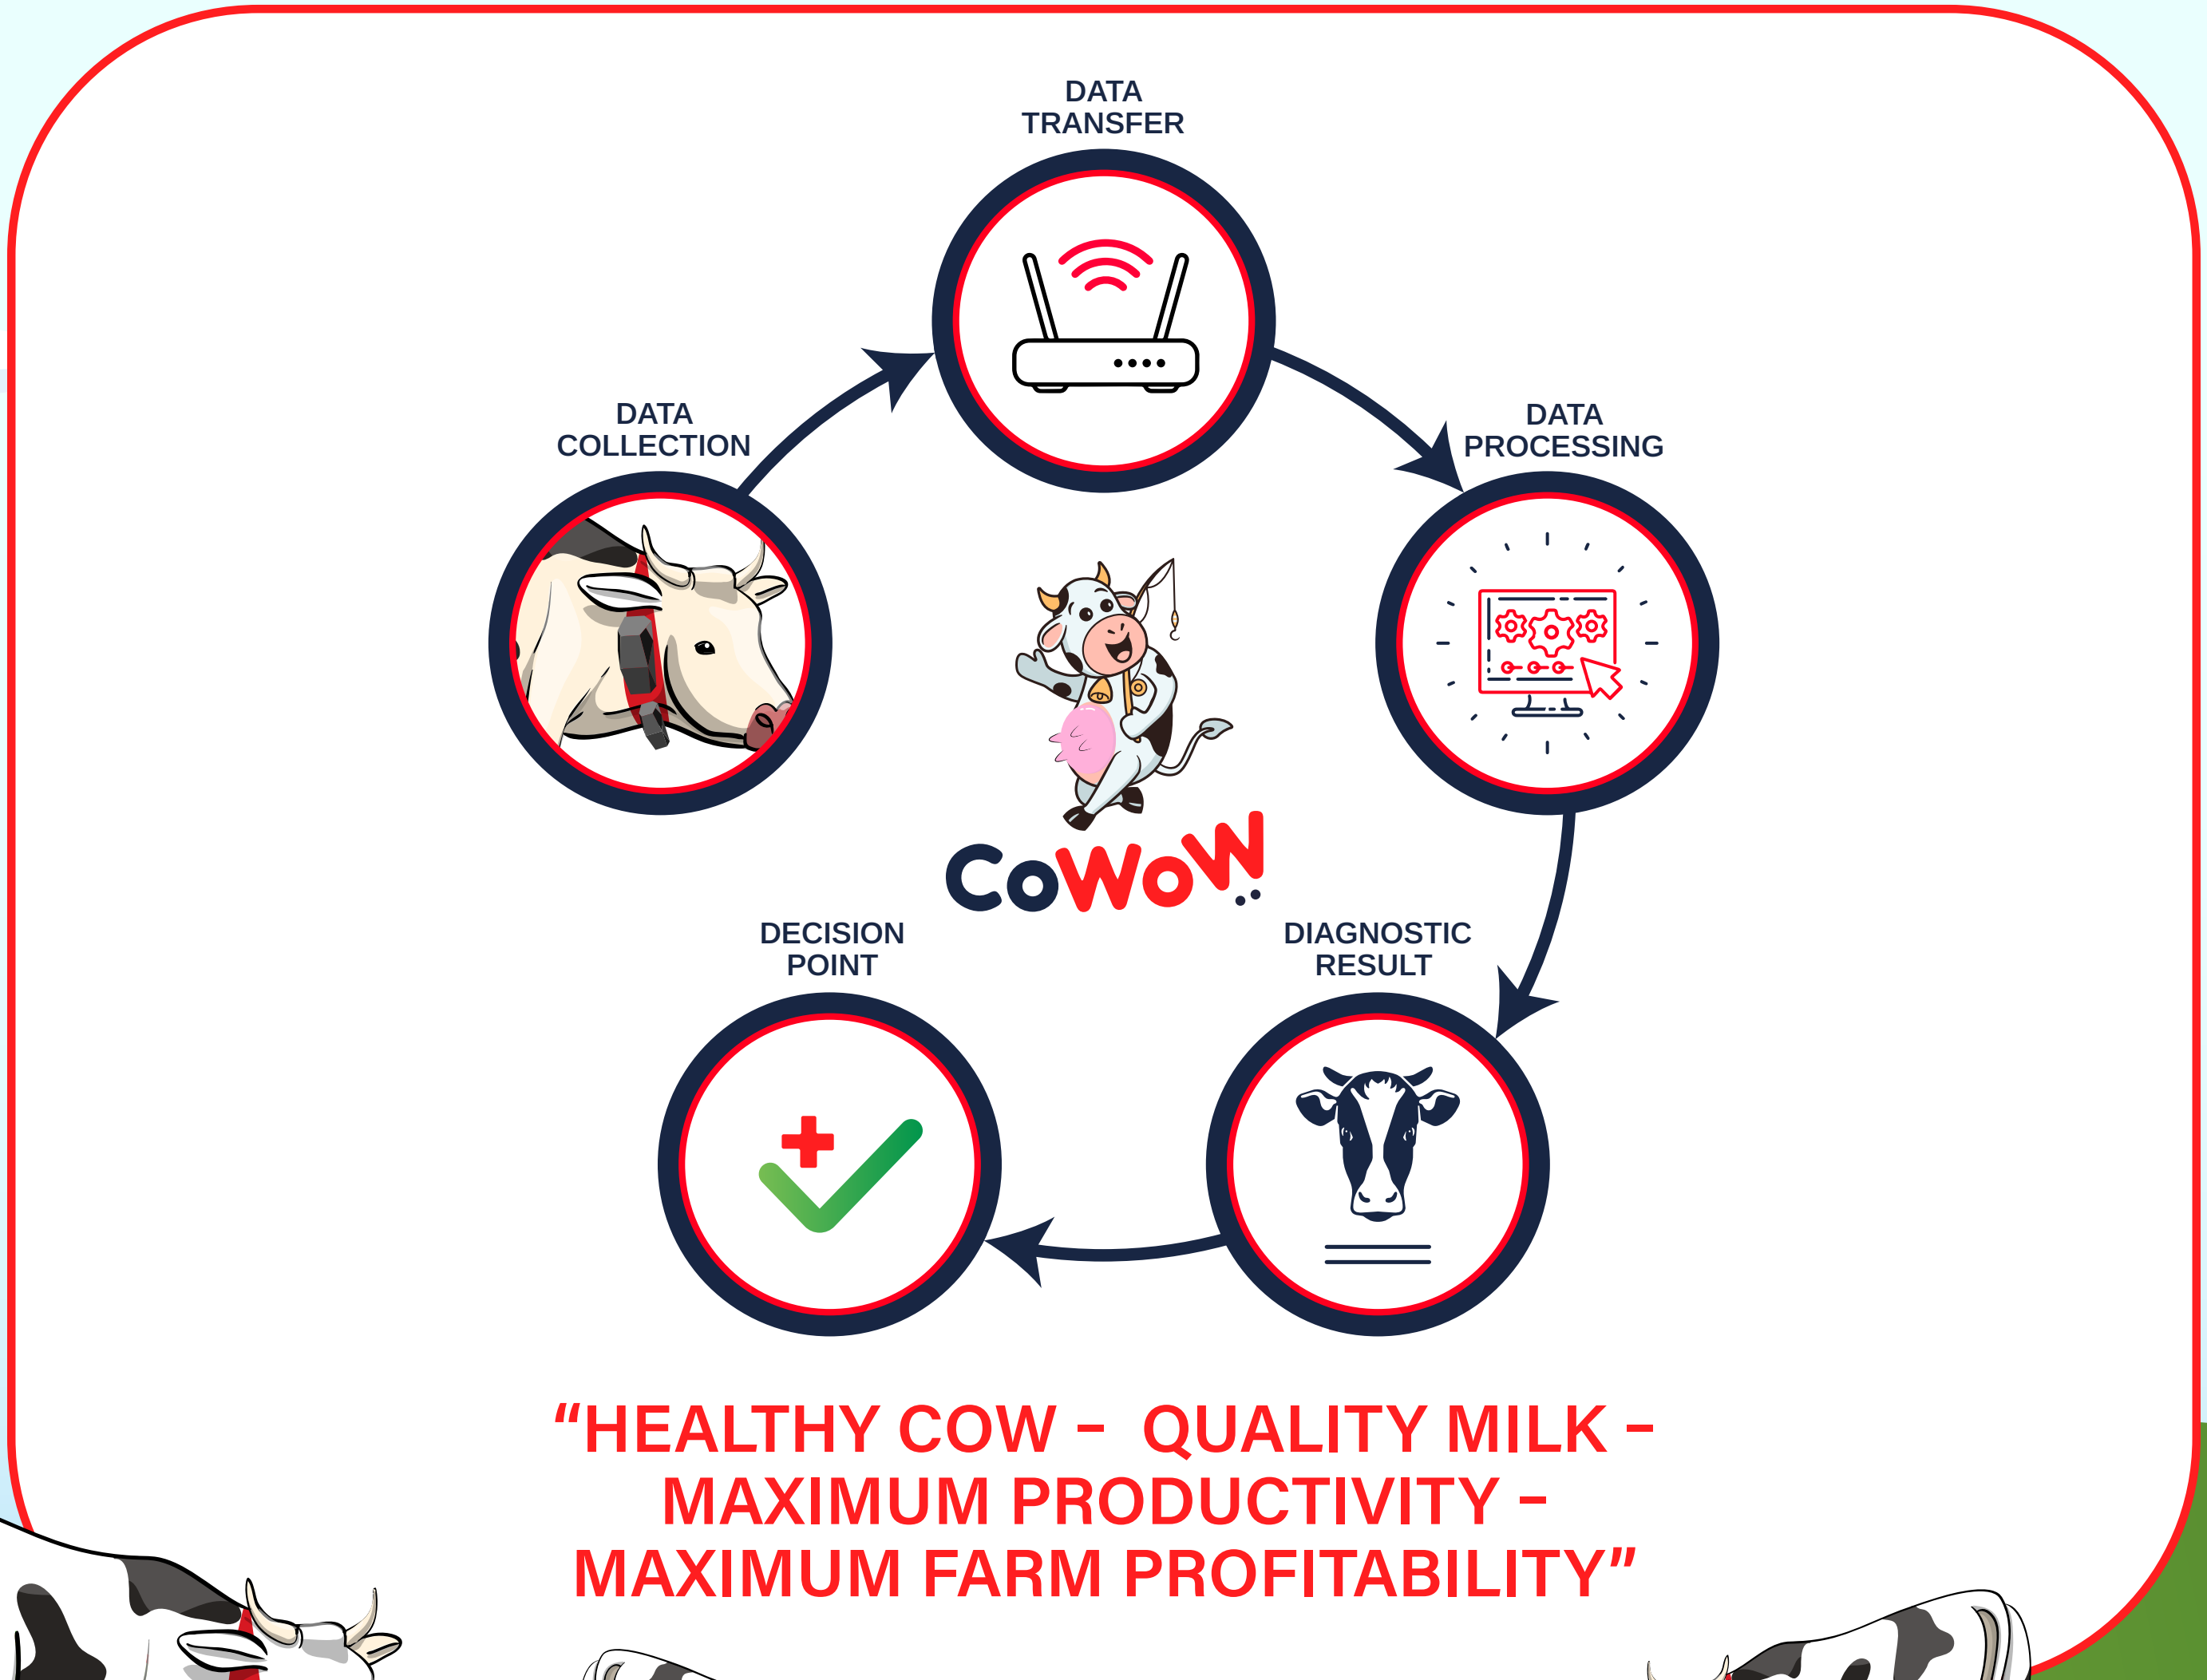 DATA
TRANSFER
DATA
COLLECTION
DATA
PROCESSING
CoWoW
DECISION
POINT
DIAGNOSTIC
RESULT
“HEALTHY COW – QUALITY MILK –
MAXIMUM PRODUCTIVITY –
MAXIMUM FARM PROFITABILITY”